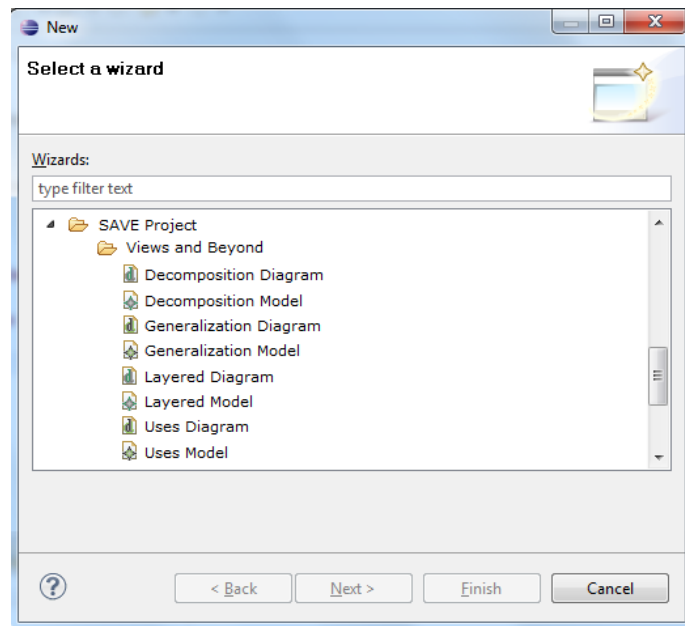 New
Select a wizard
Wizards:
type filter text
SAVE Project
Views and Beyond
Decomposition Diagram
Decomposition Model
Generalization Diagram
Generalization Model
Layered Diagram
Layered Model
Uses Diagram
Uses Model
? < Back Next > Finish Cancel